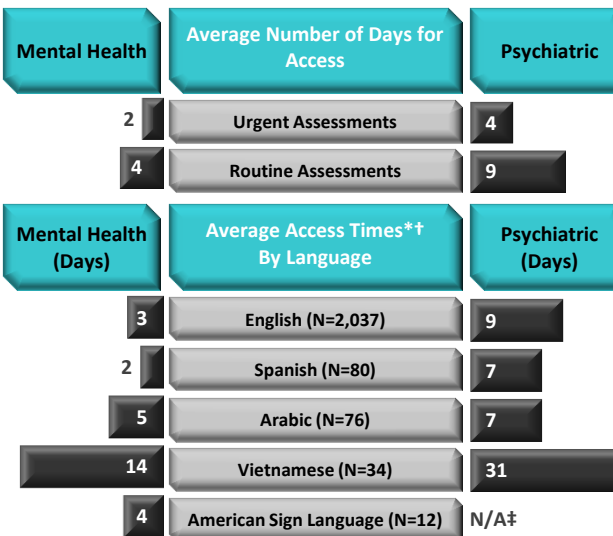 Mental Health
Average Number of Days for
Access
Psychiatric
2
Urgent Assessments
4
4
Routine Assessments
9
Mental Health
(Days)
Average Access Times*†
By Language
Psychiatric
(Days)
3
English (N=2,037)
9
2
Spanish (N=80)
7
5
Arabic (N=76)
7
14
Vietnamese (N=34)
31
4
American Sign Language (N=12)
N/A‡